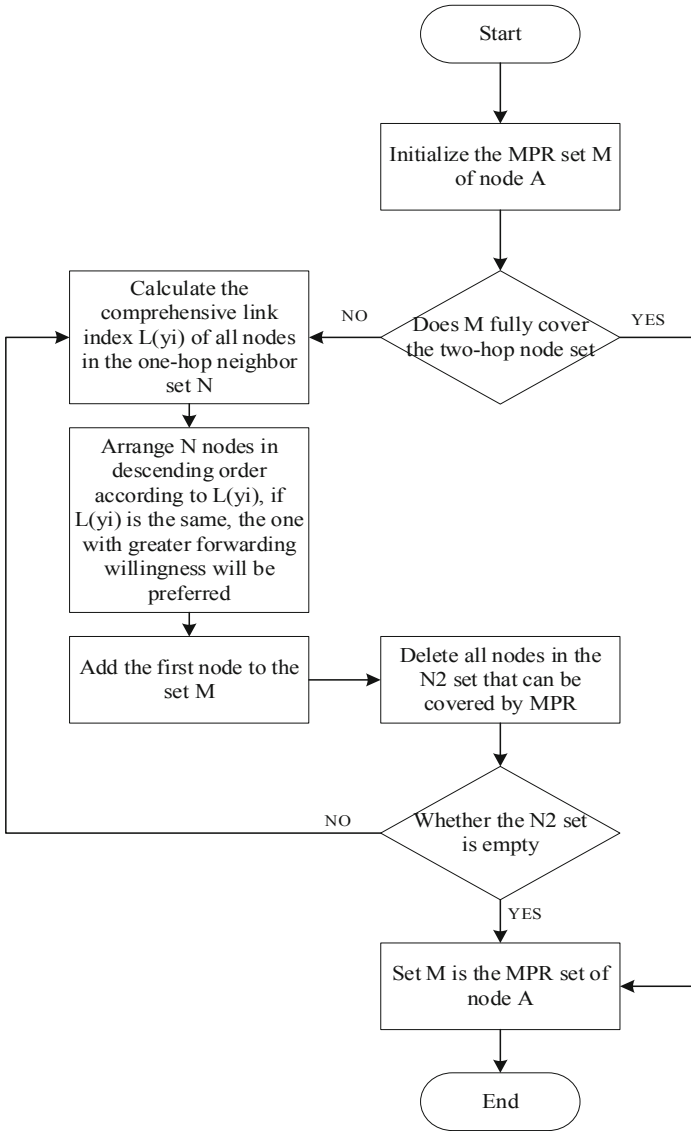 Start
Initialize the MPR set M
of node A
Does M fully cover
the two-hop node set
NO
YES
Calculate the
comprehensive link
index L(yi) of all nodes
in the one-hop neighbor
set N
Arrange N nodes in
descending order
according to L(yi), if
L(yi) is the same, the one
with greater forwarding
willingness will be
preferred
Add the first node to the
set M
Delete all nodes in the
N2 set that can be
covered by MPR
Whether the N2 set
is empty
NO
YES
Set M is the MPR set of
node A
End